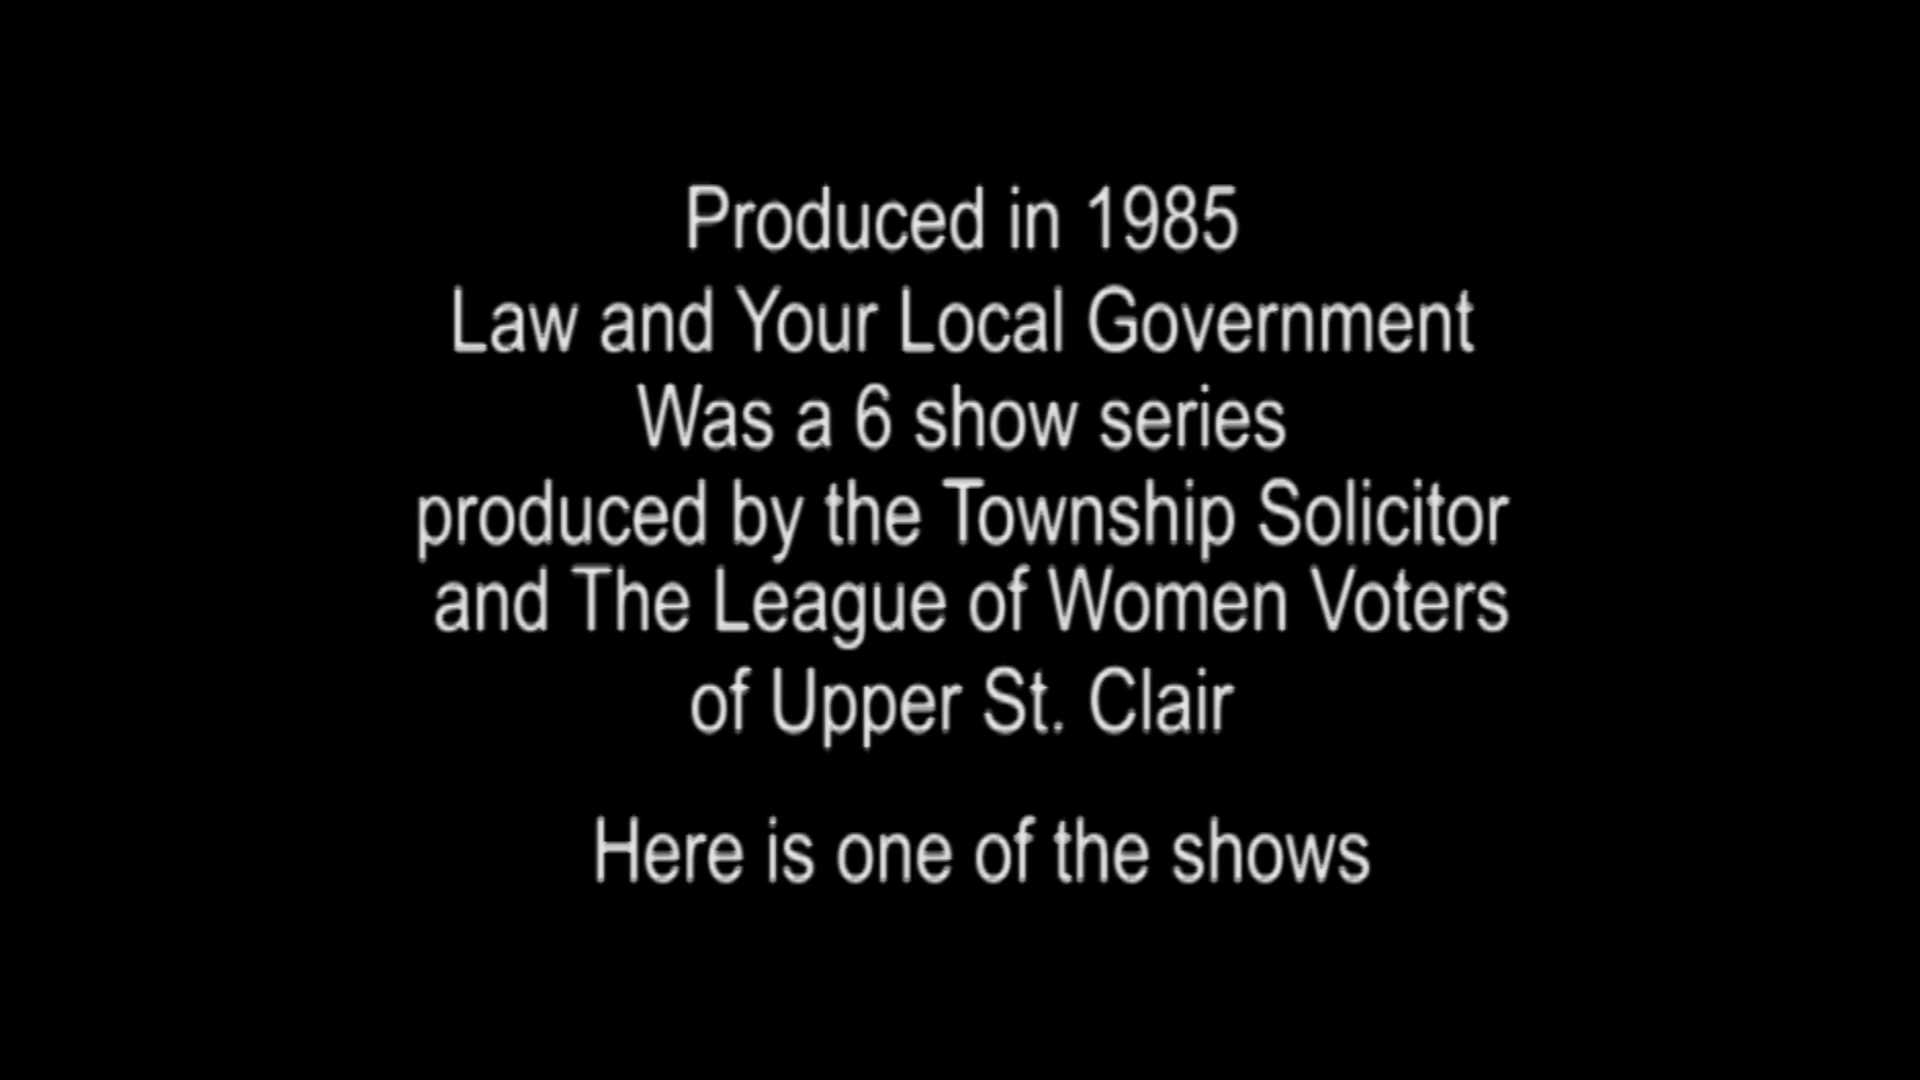 Produced in 1985
Law and Your Local Government
Was a 6 show series
produced by the Township Solicitor
and The League of Women Voters
of Upper St. Clair
Here is one of the shows